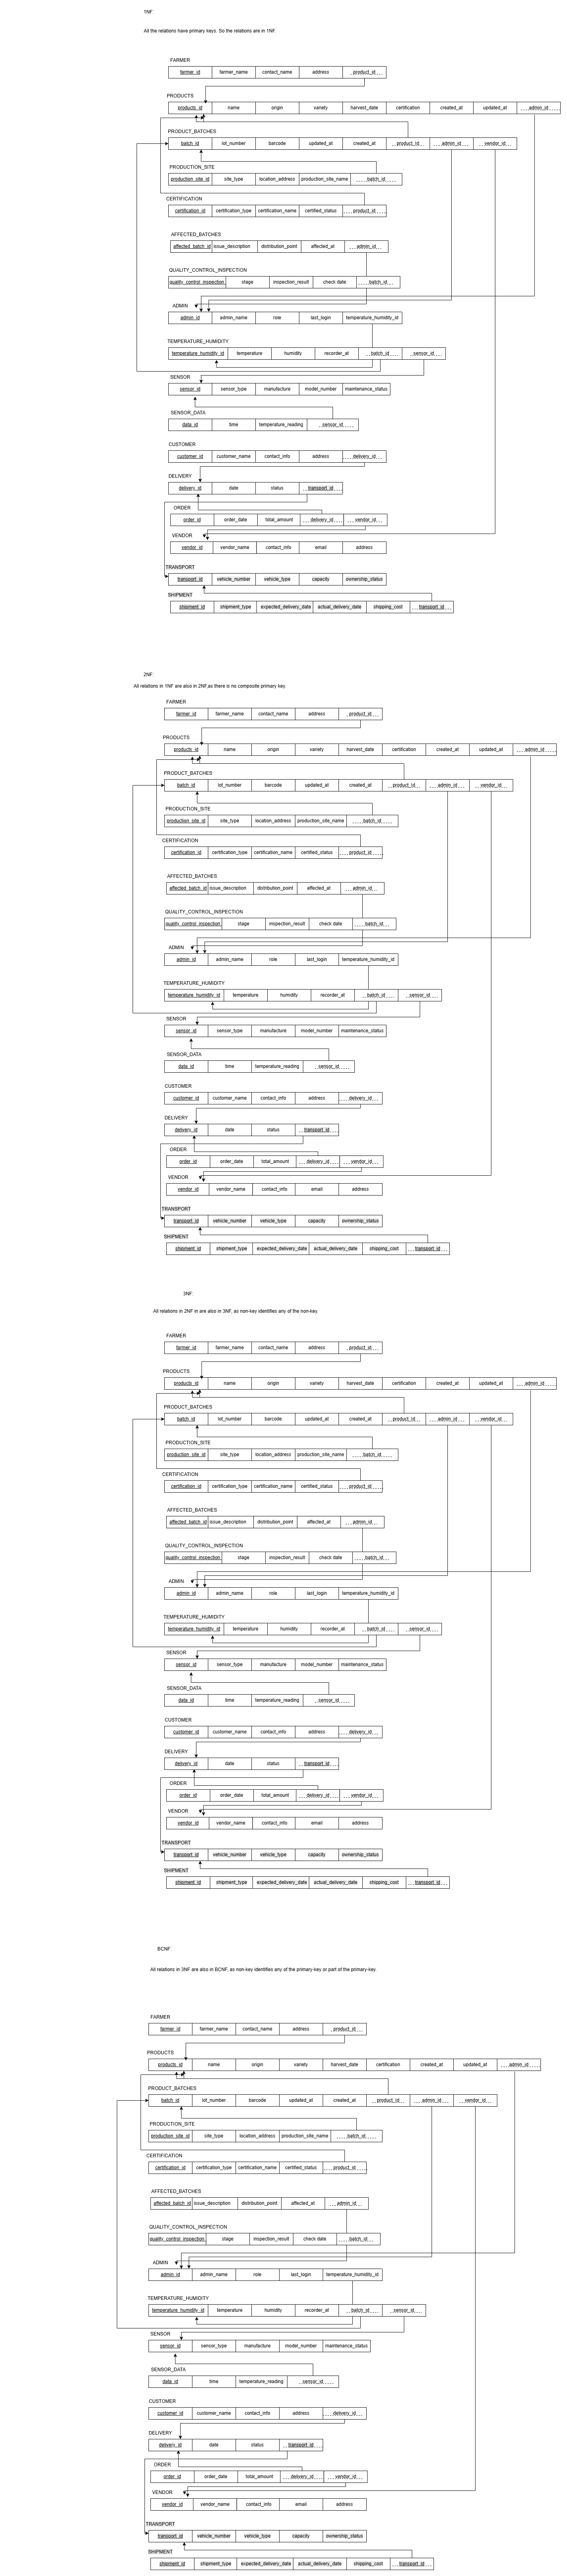 1NF:
All the relations have primary keys. So the relations are in 1NF.
FARMER
farmer_id farmer_name contact_name address product_id
PRODUCTS
products_id name origin variety harvest_date certification created_at updated_at admin_id
PRODUCT_BATCHES
batch_id lot_number barcode updated_at created_at product_id admin_id vendor_id
PRODUCTION_SITE
production_site_id site_type location_address production_site_name batch_id
CERTIFICATION
certification_id certification_type certification_name certified_status product_id
AFFECTED_BATCHES
affected_batch_id issue_description distribution_point affected_at admin_id
QUALITY_CONTROL_INSPECTION
quality_control_inspection stage inspection_result check date batch_id
ADMIN
admin_id admin_name role last_login temperature_humidity_id
TEMPERATURE_HUMIDITY
temperature_humidity_id temperature humidity recorder_at batch_id sensor_id
SENSOR
sensor_id sensor_type manufacture model_number maintenance_status
SENSOR_DATA
data_id time temperature_reading sensor_id
CUSTOMER
customer_id customer_name contact_info address delivery_id
DELIVERY
delivery_id date status transport_id
ORDER
order_id order_date total_amount delivery_id vendor_id
VENDOR
vendor_id vendor_name contact_info email address
TRANSPORT
transport_id vehicle_number vehicle_type capacity ownership_status
SHIPMENT
shipment_id shipment_type expected_delivery_date actual_delivery_date shipping_cost transport_id
2NF:
All relations in 1NF are also in 2NF,as there is no composite primary key.
FARMER
farmer_id farmer_name contact_name address product_id
PRODUCTS
products_id name origin variety harvest_date certification created_at updated_at admin_id
PRODUCT_BATCHES
batch_id lot_number barcode updated_at created_at product_id admin_id vendor_id
PRODUCTION_SITE
production_site_id site_type location_address production_site_name batch_id
CERTIFICATION
certification_id certification_type certification_name certified_status product_id
AFFECTED_BATCHES
affected_batch_id issue_description distribution_point affected_at admin_id
QUALITY_CONTROL_INSPECTION
quality_control_inspection stage inspection_result check date batch_id
ADMIN
admin_id admin_name role last_login temperature_humidity_id
TEMPERATURE_HUMIDITY
temperature_humidity_id temperature humidity recorder_at batch_id sensor_id
SENSOR
sensor_id sensor_type manufacture model_number maintenance_status
SENSOR_DATA
data_id time temperature_reading sensor_id
CUSTOMER
customer_id customer_name contact_info address delivery_id
DELIVERY
delivery_id date status transport_id
ORDER
order_id order_date total_amount delivery_id vendor_id
VENDOR
vendor_id vendor_name contact_info email address
TRANSPORT
transport_id vehicle_number vehicle_type capacity ownership_status
SHIPMENT
shipment_id shipment_type expected_delivery_date actual_delivery_date shipping_cost transport_id
3NF:
All relations in 2NF in are also in 3NF, as non-key identifies any of the non-key.
FARMER
farmer_id farmer_name contact_name address product_id
PRODUCTS
products_id name origin variety harvest_date certification created_at updated_at admin_id
PRODUCT_BATCHES
batch_id lot_number barcode updated_at created_at product_id admin_id vendor_id
PRODUCTION_SITE
production_site_id site_type location_address production_site_name batch_id
CERTIFICATION
certification_id certification_type certification_name certified_status product_id
AFFECTED_BATCHES
affected_batch_id issue_description distribution_point affected_at admin_id
QUALITY_CONTROL_INSPECTION
quality_control_inspection stage inspection_result check date batch_id
ADMIN
admin_id admin_name role last_login temperature_humidity_id
TEMPERATURE_HUMIDITY
temperature_humidity_id temperature humidity recorder_at batch_id sensor_id
SENSOR
sensor_id sensor_type manufacture model_number maintenance_status
SENSOR_DATA
data_id time temperature_reading sensor_id
CUSTOMER
customer_id customer_name contact_info address delivery_id
DELIVERY
delivery_id date status transport_id
ORDER
order_id order_date total_amount delivery_id vendor_id
VENDOR
vendor_id vendor_name contact_info email address
TRANSPORT
transport_id vehicle_number vehicle_type capacity ownership_status
SHIPMENT
shipment_id shipment_type expected_delivery_date actual_delivery_date shipping_cost transport_id
BCNF:
All relations in 3NF are also in BCNF, as non-key identifies any of the primary-key or part of the primary-key.
FARMER
farmer_id farmer_name contact_name address product_id
PRODUCTS
products_id name origin variety harvest_date certification created_at updated_at admin_id
PRODUCT_BATCHES
batch_id lot_number barcode updated_at created_at product_id admin_id vendor_id
PRODUCTION_SITE
production_site_id site_type location_address production_site_name batch_id
CERTIFICATION
certification_id certification_type certification_name certified_status product_id
AFFECTED_BATCHES
affected_batch_id issue_description distribution_point affected_at admin_id
QUALITY_CONTROL_INSPECTION
quality_control_inspection stage inspection_result check date batch_id
ADMIN
admin_id admin_name role last_login temperature_humidity_id
TEMPERATURE_HUMIDITY
temperature_humidity_id temperature humidity recorder_at batch_id sensor_id
SENSOR
sensor_id sensor_type manufacture model_number maintenance_status
SENSOR_DATA
data_id time temperature_reading sensor_id
CUSTOMER
customer_id customer_name contact_info address delivery_id
DELIVERY
delivery_id date status transport_id
ORDER
order_id order_date total_amount delivery_id vendor_id
VENDOR
vendor_id vendor_name contact_info email address
TRANSPORT
transport_id vehicle_number vehicle_type capacity ownership_status
SHIPMENT
shipment_id shipment_type expected_delivery_date actual_delivery_date shipping_cost transport_id